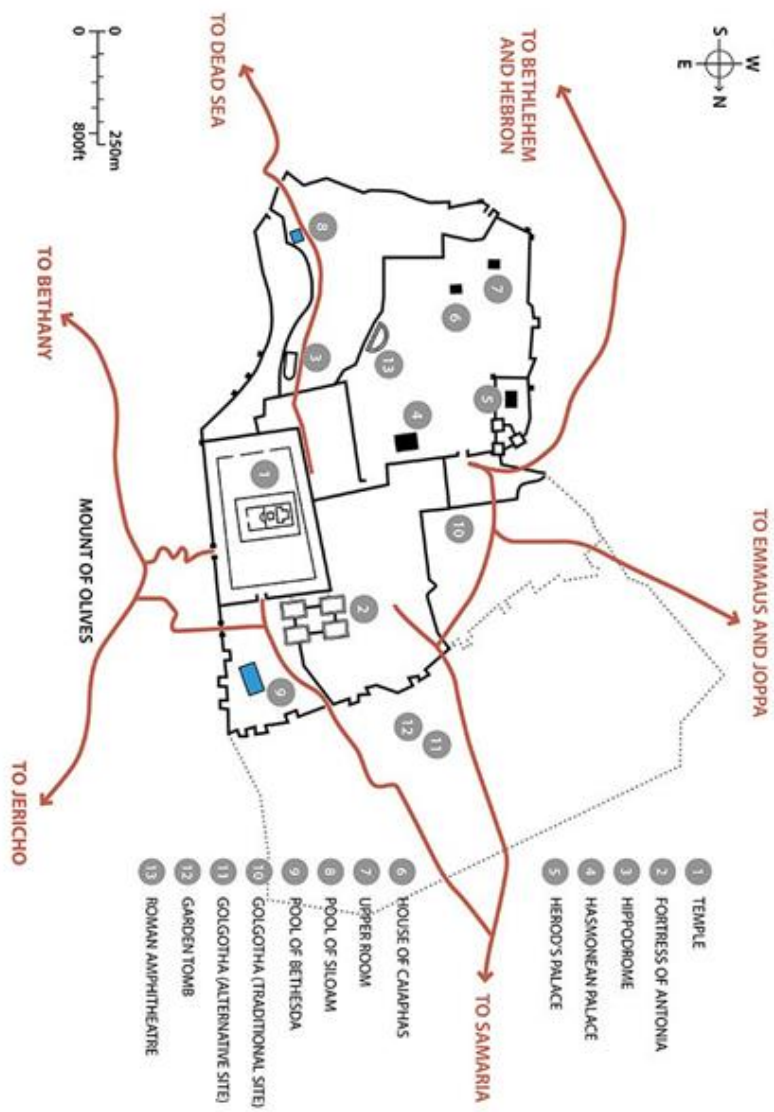 W
S
N
E
TO BETHLEHEM
AND HEBRON
TO DEAD SEA
0
250m
0
800ft
TO BETHANY
MOUNT OF OLIVES
TO JERICHO
TO EMMAUS AND JOPPA
TO SAMARIA
1
2
3
4
5
6
7
8
9
10
11
12
13
1 TEMPLE
2 FORTRESS OF ANTONIA
3 HIPPODROME
4 HASMONEAN PALACE
5 HEROD'S PALACE
6 HOUSE OF CAIAPHAS
7 UPPER ROOM
8 POOL OF SILOAM
9 POOL OF BETHESDA
10 GOLGOTHA (TRADITIONAL SITE)
11 GOLGOTHA (ALTERNATIVE SITE)
12 GARDEN TOMB
13 ROMAN AMPHITHEATRE